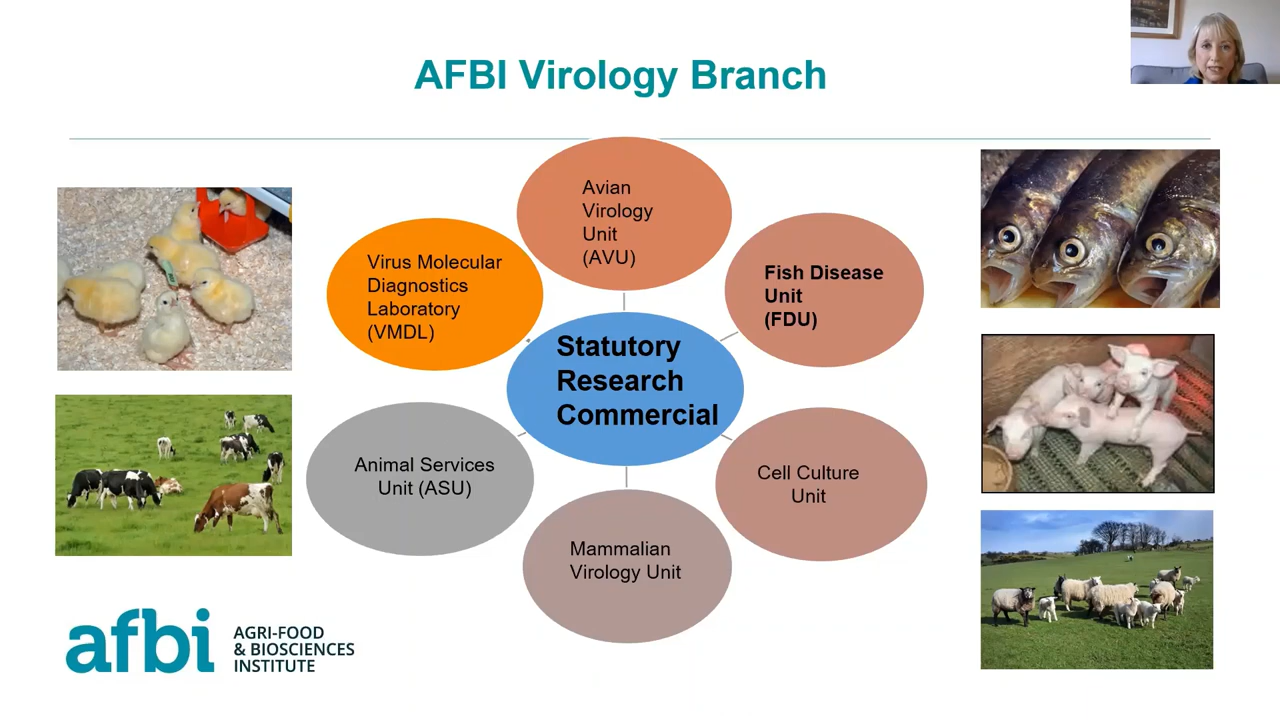 AFBI Virology Branch
Avian
Virology
Unit
(AVU)
Virus Molecular
Diagnostics
Laboratory
(VMDL)
Fish Disease
Unit
(FDU)
Statutory
Research
Commercial
Animal Services
Unit (ASU)
Cell Culture
Unit
Mammalian
Virology Unit
afbi
AGRI-FOOD
& BIOSCIENCES
INSTITUTE